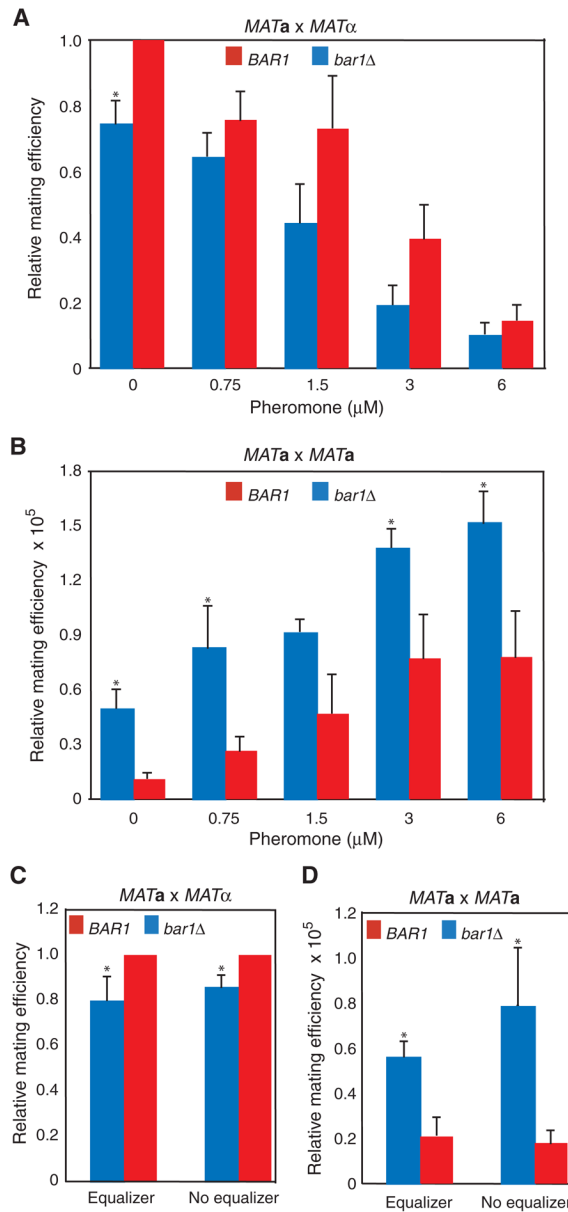 A
MATa x MATα
BAR1 bar1Δ
1.0
0.8
0.6
0.4
0.2
0
Relative mating efficiency
*
0 0.75 1.5 3 6
Pheromone (μM)
B
MATa x MATa
1.8
BAR1 bar1Δ
1.5
1.2
0.9
0.6
0.3
0
Relative mating efficiency x 10⁵
* * * *
0 0.75 1.5 3 6
Pheromone (μM)
C
MATa x MATα
1.2
BAR1 bar1Δ
1.0
0.8
0.6
0.4
0.2
0
Relative mating efficiency
* *
Equalizer No equalizer
D
MATa x MATa
1.2
BAR1 bar1Δ
1.0
0.8
0.6
0.4
0.2
0
Relative mating efficiency x 10⁵
* *
Equalizer No equalizer